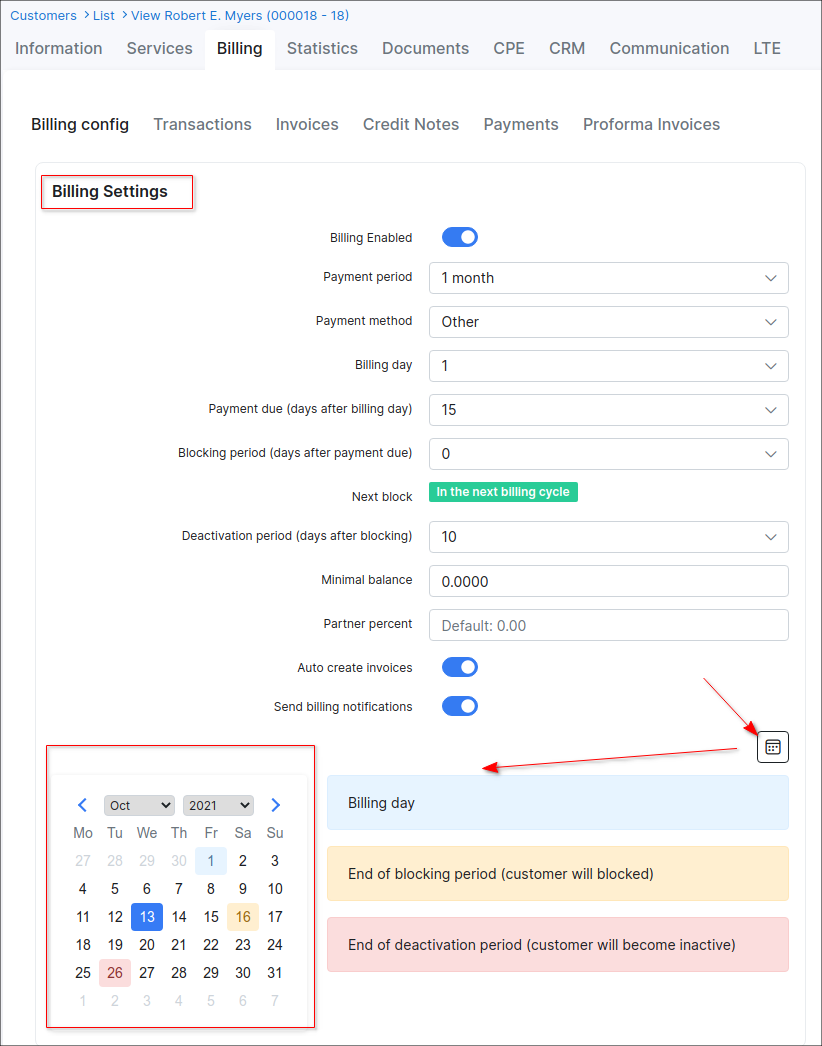 Customers > List > View Robert E. Myers (000018 - 18)
Information Services Billing Statistics Documents CPE CRM Communication LTE
Billing config Transactions Invoices Credit Notes Payments Proforma Invoices
Billing Settings
Billing Enabled
Payment period 1 month
Payment method Other
Billing day 1
Payment due (days after billing day) 15
Blocking period (days after payment due) 0
Next block In the next billing cycle
Deactivation period (days after blocking) 10
Minimal balance 0.0000
Partner percent Default: 0.00
Auto create invoices
Send billing notifications
Oct 2021
Mo Tu We Th Fr Sa Su
27 28 29 30 1 2 3
4 5 6 7 8 9 10
11 12 13 14 15 16 17
18 19 20 21 22 23 24
25 26 27 28 29 30 31
1 2 3 4 5 6 7
Billing day
End of blocking period (customer will blocked)
End of deactivation period (customer will become inactive)